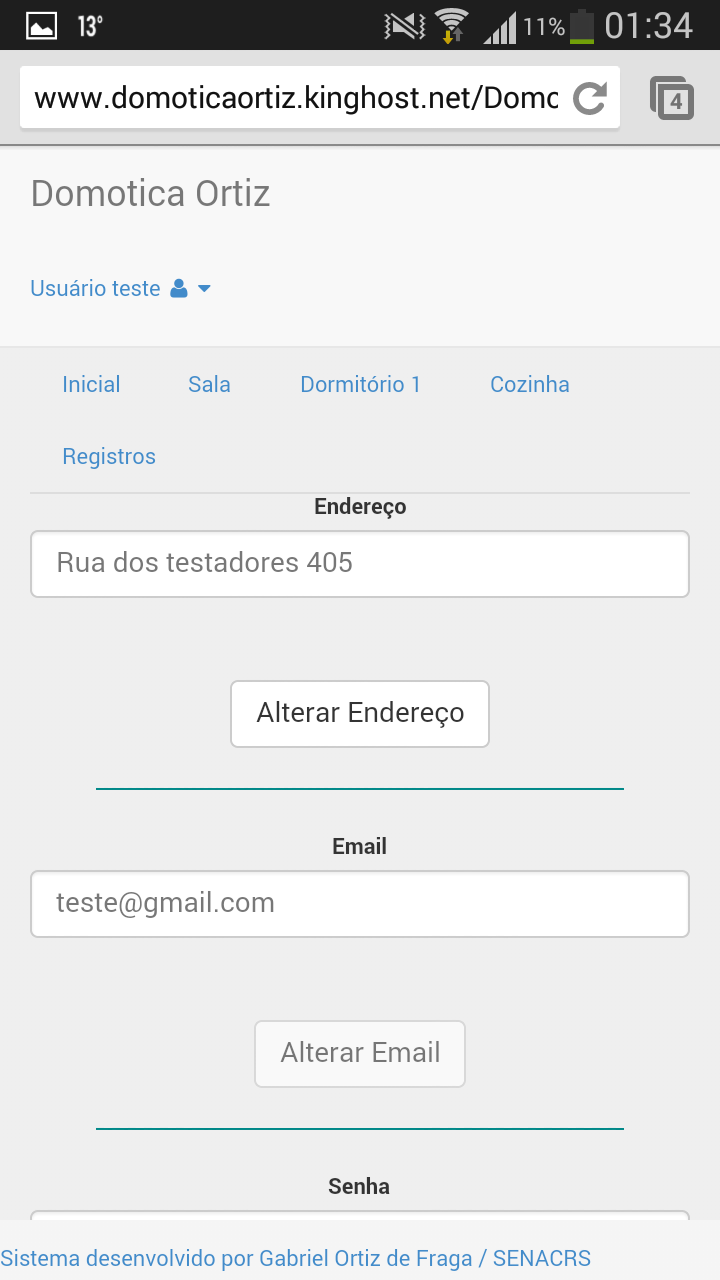 13° 11% 01:34
www.domoticaortiz.kinghost.net/Domo 4
Domotica Ortiz
Usuário teste
Inicial Sala Dormitório 1 Cozinha
Registros
Endereço
Rua dos testadores 405
Alterar Endereço
Email
teste@gmail.com
Alterar Email
Senha
Sistema desenvolvido por Gabriel Ortiz de Fraga / SENACRS